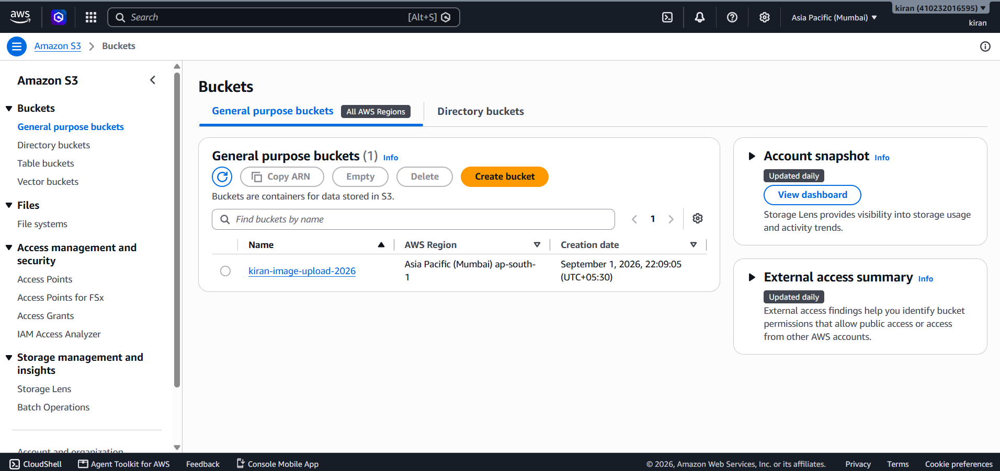 aws
Search
[Alt+S]
Asia Pacific (Mumbai)
kiran (410232016595)
kiran
Amazon S3
Buckets
Amazon S3
Buckets
General purpose buckets
Directory buckets
Table buckets
Vector buckets
Files
File systems
Access management and
security
Access Points
Access Points for FSx
Access Grants
IAM Access Analyzer
Storage management and
insights
Storage Lens
Batch Operations
Account and organization
Buckets
General purpose buckets All AWS Regions
Directory buckets
General purpose buckets (1) Info
Copy ARN
Empty
Delete
Create bucket
Buckets are containers for data stored in S3.
Find buckets by name
1
Name
AWS Region
Creation date
kiran-image-upload-2026
Asia Pacific (Mumbai) ap-south-
1
September 1, 2026, 22:09:05
(UTC+05:30)
Account snapshot Info
Updated daily
View dashboard
Storage Lens provides visibility into storage usage
and activity trends.
External access summary Info
Updated daily
External access findings help you identify bucket
permissions that allow public access or access
from other AWS accounts.
CloudShell
Agent Toolkit for AWS
Feedback
Console Mobile App
© 2026, Amazon Web Services, Inc. or its affiliates.
Privacy
Terms
Cookie preferences